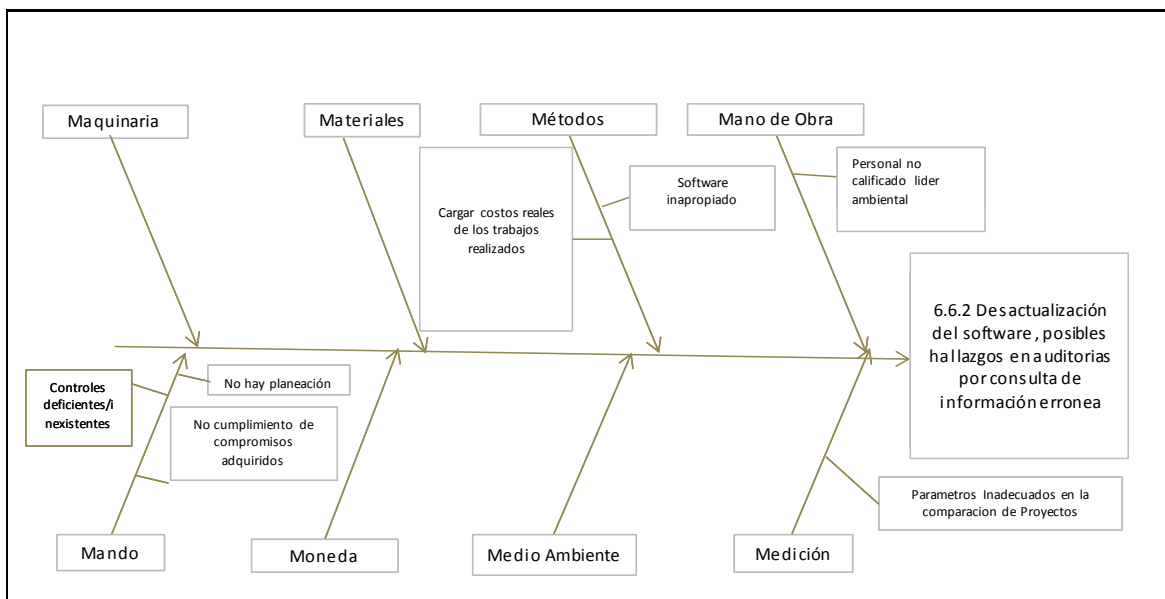 Maquinaria
Materiales
Métodos
Mano de Obra
Cargar costos reales
de los trabajos
realizados
Software
inapropiado
Personal no
calificado lider
ambiental
6.6.2 Desactualización
del software, posibles
hallazgos en auditorias
por consulta de
información erronea
Controles
deficientes/i
nexistentes
No hay planeación
No cumplimiento de
compromisos
adquiridos
Parametros Inadecuados en la
comparacion de Proyectos
Mando
Moneda
Medio Ambiente
Medición